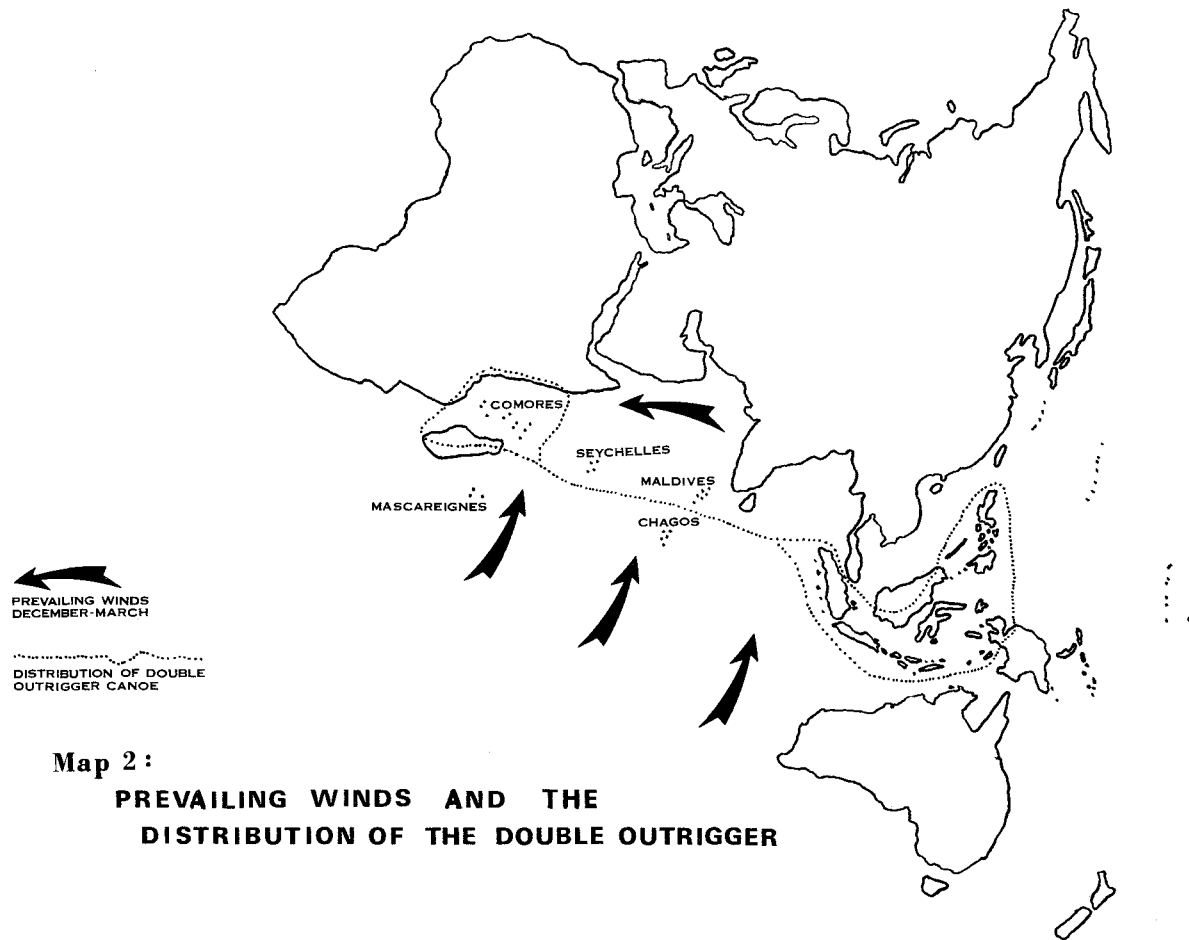 COMORES
SEYCHELLES
MALDIVES
MASCAREIGNES
CHAGOS
PREVAILING WINDS
DECEMBER-MARCH
DISTRIBUTION OF DOUBLE
OUTRIGGER CANOE
Map 2:
PREVAILING WINDS AND THE
DISTRIBUTION OF THE DOUBLE OUTRIGGER